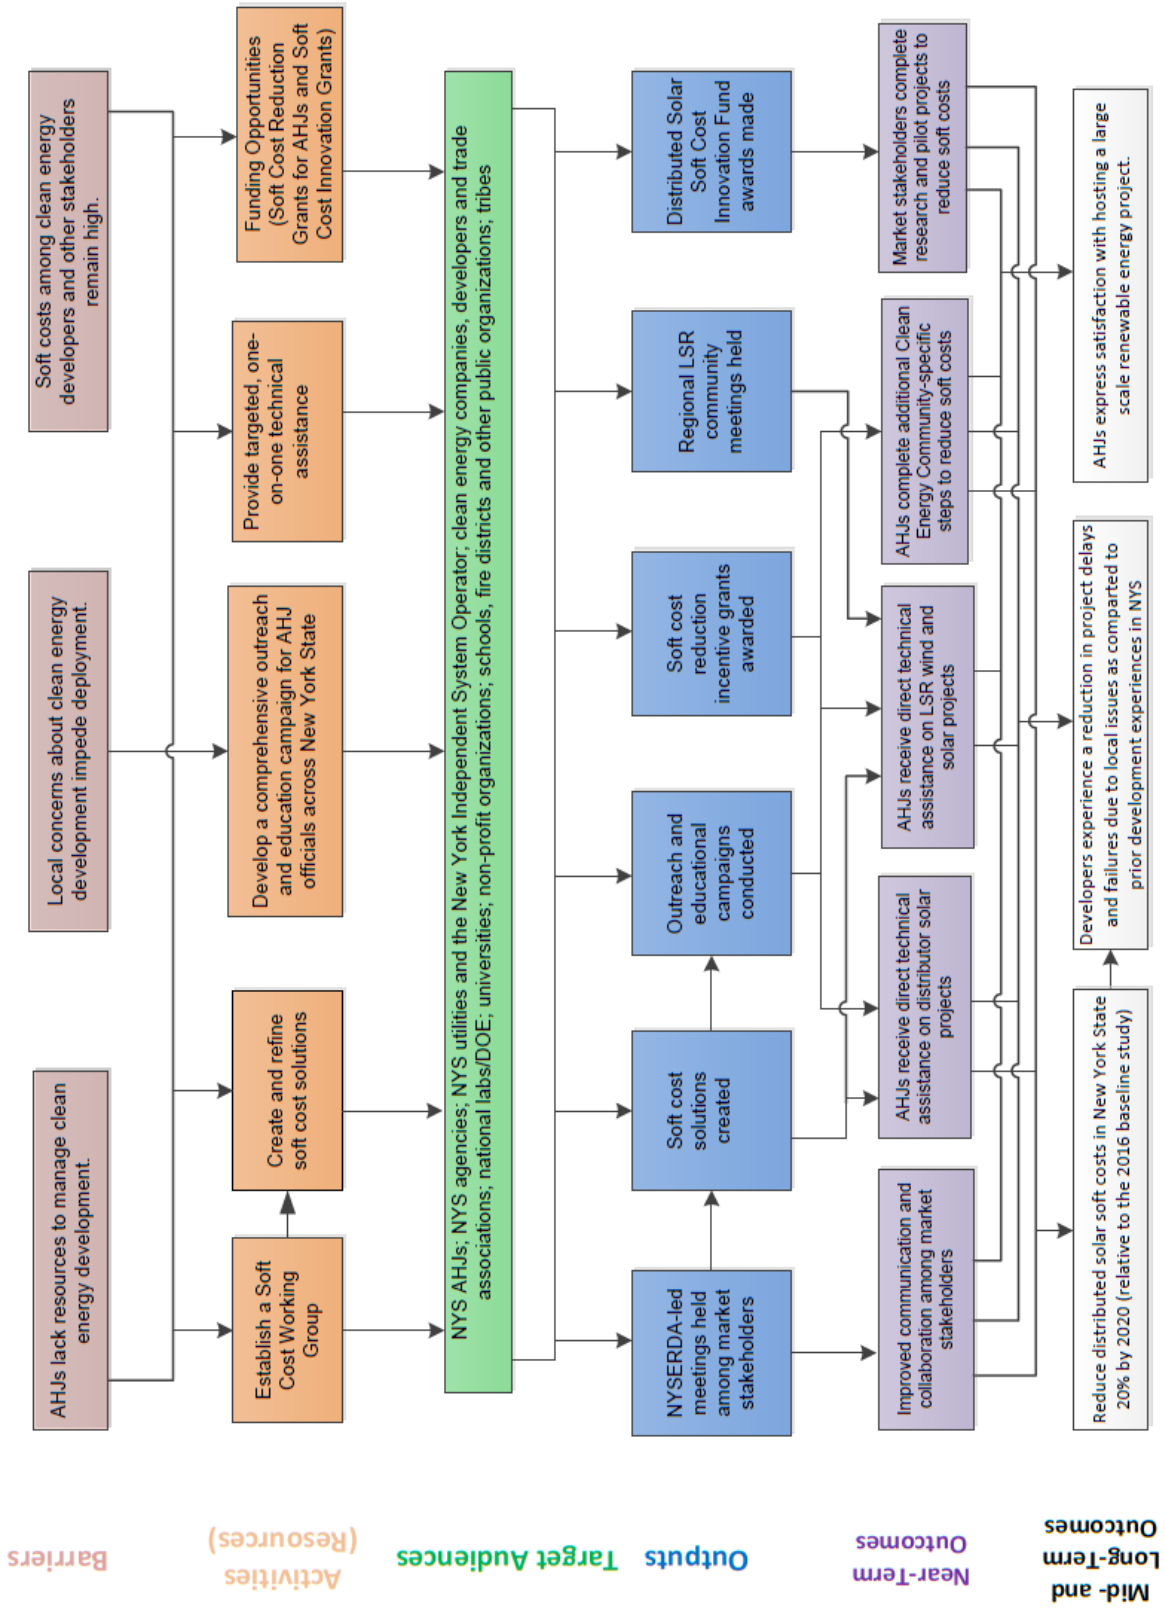 Barriers
AHJs lack resources to manage clean
energy development.
Local concerns about clean energy
development impede deployment.
Soft costs among clean energy
developers and other stakeholders
remain high.
Activities
(Resources)
Establish a Soft
Cost Working
Group
Create and refine
soft cost solutions
Develop a comprehensive outreach
and education campaign for AHJ
officials across New York State
Provide targeted, one-
on-one technical
assistance
Funding Opportunities
(Soft Cost Reduction
Grants for AHJs and Soft
Cost Innovation Grants)
Target Audiences
NYS AHJs; NYS agencies; NYS utilities and the New York Independent System Operator; clean energy companies, developers and trade
associations; national labs/DOE; universities; non-profit organizations; schools, fire districts and other public organizations; tribes
Outputs
NYSERDA-led
meetings held
among market
stakeholders
Soft cost
solutions
created
Outreach and
educational
campaigns
conducted
Soft cost
reduction
incentive grants
awarded
Regional LSR
community
meetings held
Distributed Solar
Soft Cost
Innovation Fund
awards made
Near-Term
Outcomes
Improved communication and
collaboration among market
stakeholders
AHJs receive direct technical
assistance on distributor solar
projects
AHJs receive direct technical
assistance on LSR wind and
solar projects
AHJs complete additional Clean
Energy Community-specific
steps to reduce soft costs
Market stakeholders complete
research and pilot projects to
reduce soft costs
Mid- and
Long-Term
Outcomes
Reduce distributed solar soft costs in New York State
20% by 2020 (relative to the 2016 baseline study)
Developers experience a reduction in project delays
and failures due to local issues as comparted to
prior development experiences in NYS
AHJs express satisfaction with hosting a large
scale renewable energy project.